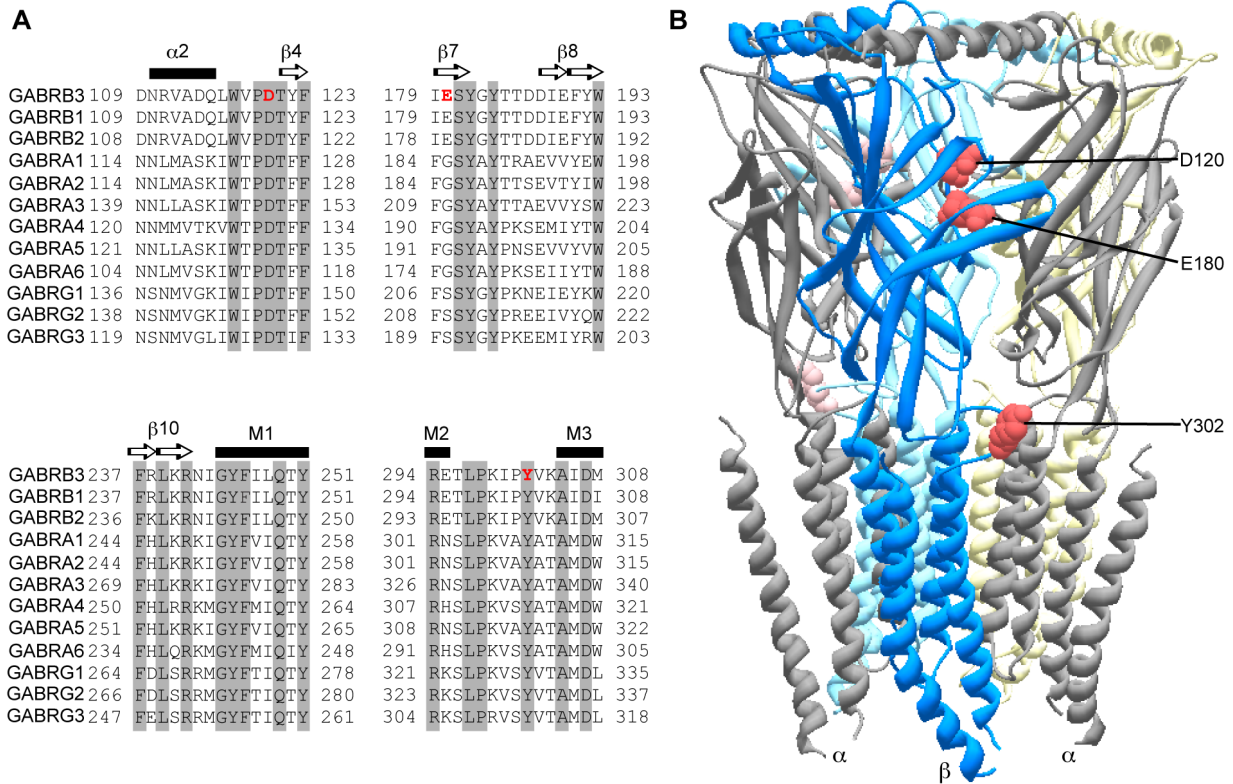 A
α2 β4 β7 β8
GABRB3 109 DNRVADQLWVPDTYF 123 179 IESYGYTTDDIEFYW 193
GABRB1 109 DNRVADQLWVPDTYF 123 179 IESYGYTTDDIEFYW 193
GABRB2 108 DNRVADQLWVPDTYF 122 178 IESYGYTTDDIEFYW 192
GABRA1 114 NNLMASKIWTPDTFF 128 184 FGSYAYTRAEVVYEW 198
GABRA2 114 NNLMASKIWTPDTFF 128 184 FGSYAYTTSEVTYIW 198
GABRA3 139 NNLLASKIWTPDTFF 153 209 FGSYAYTTAEVVYSW 223
GABRA4 120 NNMMVTKVWTPDTFF 134 190 FGSYAYPKSEMIYTW 204
GABRA5 121 NNLLASKIWTPDTFF 135 191 FGSYAYPNSEVVYVW 205
GABRA6 104 NNLMVSKIWTPDTFF 118 174 FGSYAYPKSEIIYTW 188
GABRG1 136 NSNMVGKIWIPDTFF 150 206 FSSYGYPKNEIEYKW 220
GABRG2 138 NSNMVGKIWIPDTFF 152 208 FSSYGYPREEIVYQW 222
GABRG3 119 NSNMVGLIWIPDTFF 133 189 FSSYGYPKEEMIYRW 203
β10 M1 M2 M3
GABRB3 237 FRLKRNIGYFILQTY 251 294 RETLPKIPYVKAIDM 308
GABRB1 237 FRLKRNIGYFILQTY 251 294 RETLPKIPYVKAIDI 308
GABRB2 236 FKLKRNIGYFILQTY 250 293 RETLPKIPYVKAIDM 307
GABRA1 244 FHLKRKIGYFVIQTY 258 301 RNSLPKVAYATAMDW 315
GABRA2 244 FHLKRKIGYFVIQTY 258 301 RNSLPKVAYATAMDW 315
GABRA3 269 FHLKRKIGYFVIQTY 283 326 RNSLPKVAYATAMDW 340
GABRA4 250 FHLRRKMGYFMIQTY 264 307 RHSLPKVSYATAMDW 321
GABRA5 251 FHLKRKIGYFVIQTY 265 308 RNSLPKVAYATAMDW 322
GABRA6 234 FHLQRKMGYFMIQIY 248 291 RHSLPKVSYATAMDW 305
GABRG1 264 FDLSRRMGYFTIQTY 278 321 RKSLPKVSYVTAMDL 335
GABRG2 266 FDLSRRMGYFTIQTY 280 323 RKSLPKVSYVTAMDL 337
GABRG3 247 FELSRRMGYFTIQTY 261 304 RKSLPRVSYVTAMDL 318
B
D120
E180
Y302
α β α